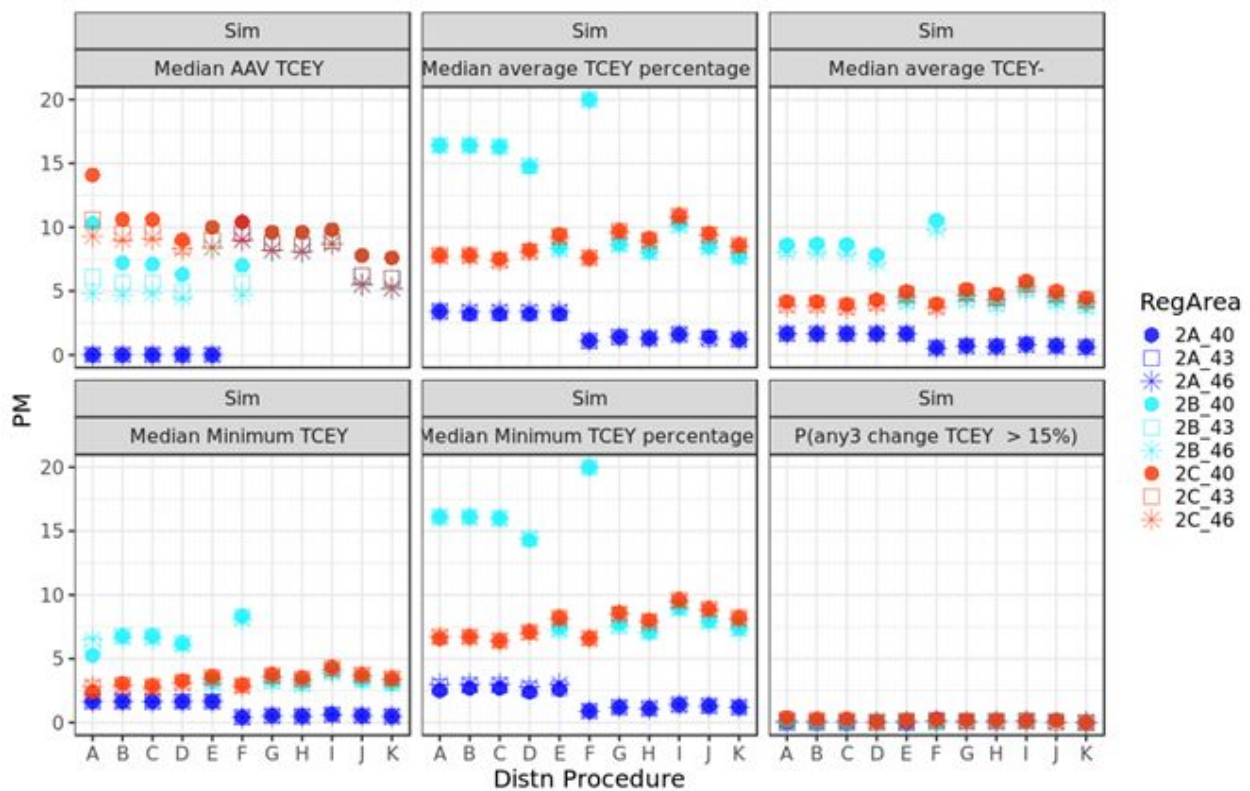 Sim
Sim
Sim
Median AAV TCEY
Median average TCEY percentage
Median average TCEY-
20
15
10
5
0
Sim
Sim
Sim
Median Minimum TCEY
Median Minimum TCEY percentage
P(any3 change TCEY > 15%)
20
15
10
5
0
PM
A B C D E F G H I J K
A B C D E F G H I J K
A B C D E F G H I J K
Distn Procedure
RegArea
2A_40
2A_43
2A_46
2B_40
2B_43
2B_46
2C_40
2C_43
2C_46